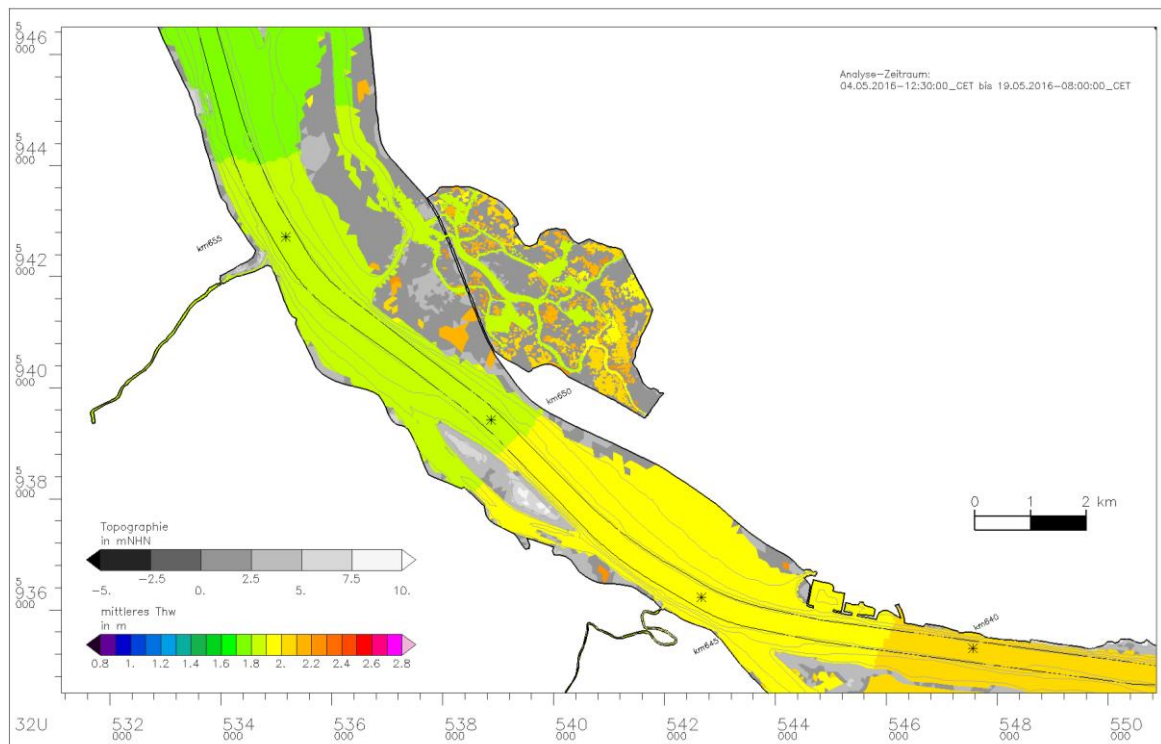 5
946
000
Analyse-Zeitraum:
04.05.2016-12:30:00_CET bis 19.05.2016-08:00:00_CET
5
944
000
km655
5
942
000
5
940
000
km650
5
938
000
0 1 2 km
Topographie
in mNHN
-5. -2.5 0. 2.5 5. 7.5 10.
5
936
000
mittleres Thw
in m
0.8 1. 1.2 1.4 1.6 1.8 2. 2.2 2.4 2.6 2.8
km640
km645
32U 532 534 536 538 540 542 544 546 548 550
000 000 000 000 000 000 000 000 000 000